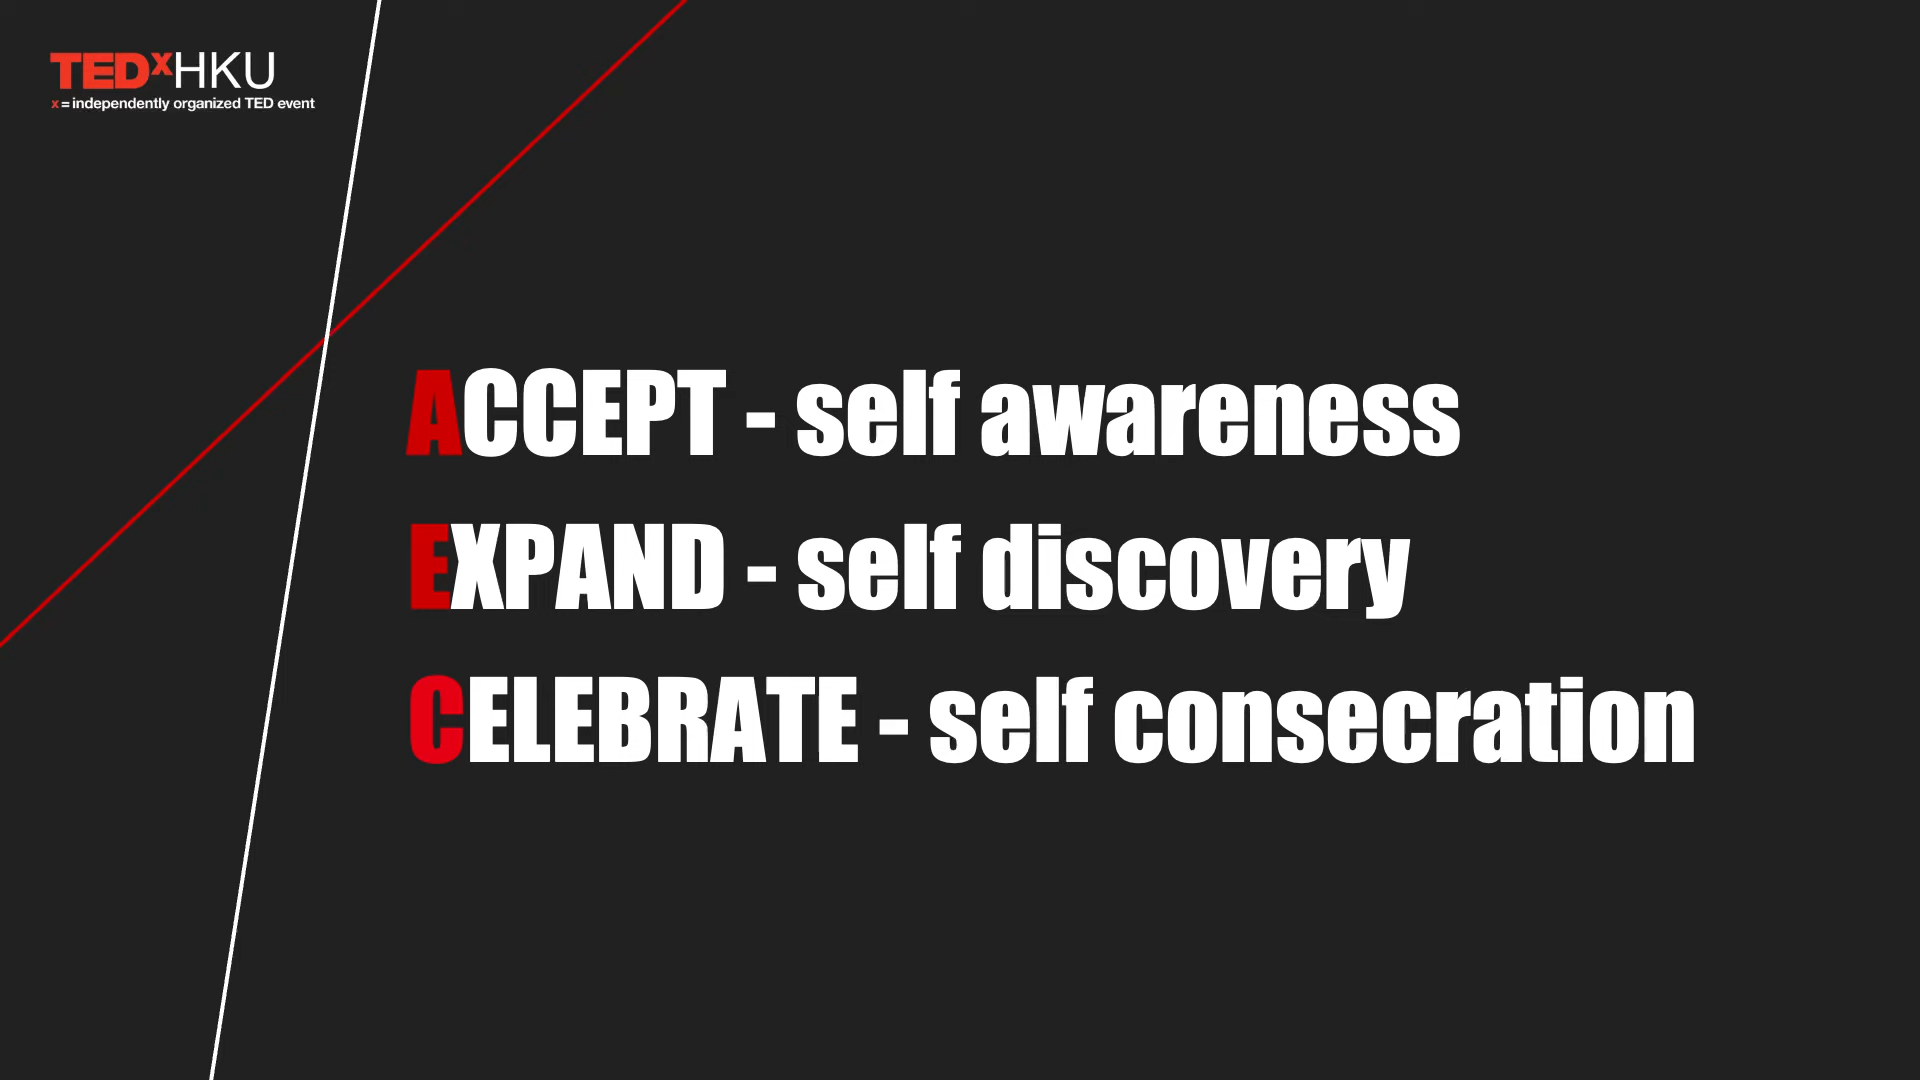 TEDxHKU
x = independently organized TED event
ACCEPT - self awareness
EXPAND - self discovery
CELEBRATE - self consecration